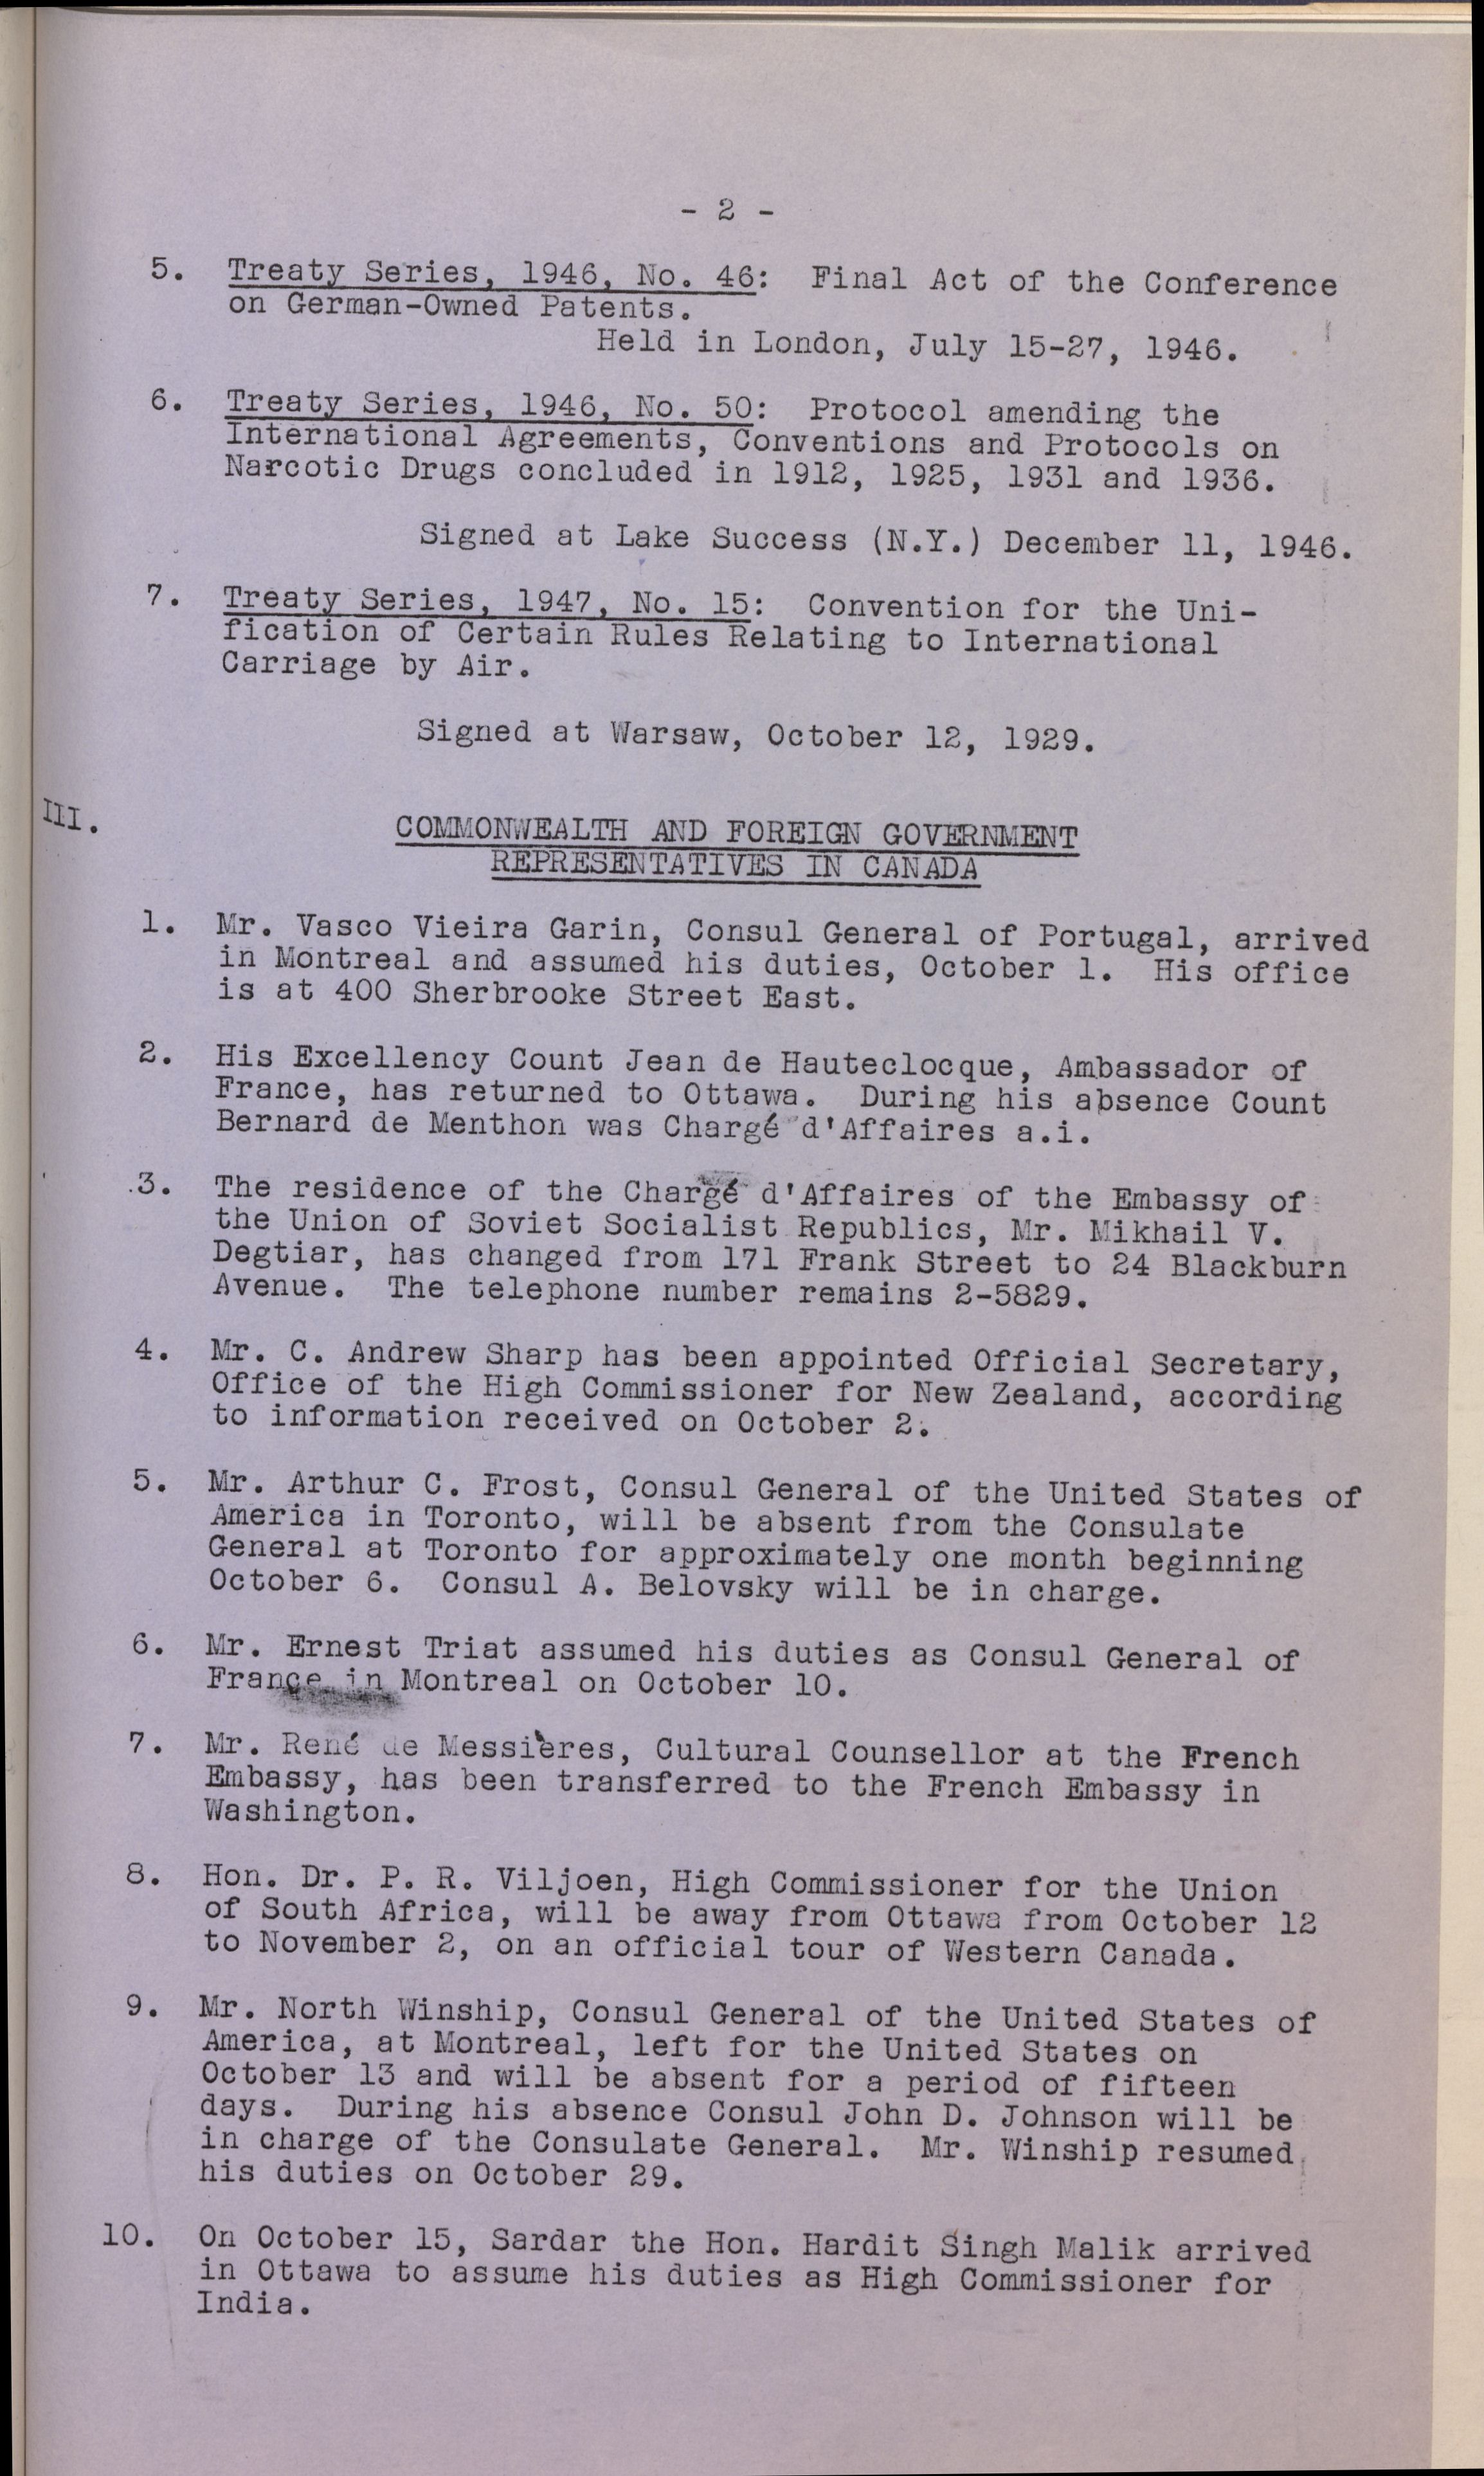 - 2 -
5. Treaty Series, 1946, No. 46: Final Act of the Conference
on German-Owned Patents.
Held in London, July 15-27, 1946.
6. Treaty Series, 1946, No. 50: Protocol amending the
International Agreements, Conventions and Protocols on
Narcotic Drugs concluded in 1912, 1925, 1931 and 1936.
Signed at Lake Success (N.Y.) December 11, 1946.
7. Treaty Series, 1947, No. 15: Convention for the Uni-
fication of Certain Rules Relating to International
Carriage by Air.
Signed at Warsaw, October 12, 1929.
III. COMMONWEALTH AND FOREIGN GOVERNMENT
REPRESENTATIVES IN CANADA
1. Mr. Vasco Vieira Garin, Consul General of Portugal, arrived
in Montreal and assumed his duties, October 1. His office
is at 400 Sherbrooke Street East.
2. His Excellency Count Jean de Hauteclocque, Ambassador of
France, has returned to Ottawa. During his absence Count
Bernard de Menthon was Chargé d'Affaires a.i.
3. The residence of the Chargé d'Affaires of the Embassy of
the Union of Soviet Socialist Republics, Mr. Mikhail V.
Degtiar, has changed from 171 Frank Street to 24 Blackburn
Avenue. The telephone number remains 2-5829.
4. Mr. C. Andrew Sharp has been appointed Official Secretary,
Office of the High Commissioner for New Zealand, according
to information received on October 2.
5. Mr. Arthur C. Frost, Consul General of the United States of
America in Toronto, will be absent from the Consulate
General at Toronto for approximately one month beginning
October 6. Consul A. Belovsky will be in charge.
6. Mr. Ernest Triat assumed his duties as Consul General of
France in Montreal on October 10.
7. Mr. René de Messières, Cultural Counsellor at the French
Embassy, has been transferred to the French Embassy in
Washington.
8. Hon. Dr. P. R. Viljoen, High Commissioner for the Union
of South Africa, will be away from Ottawa from October 12
to November 2, on an official tour of Western Canada.
9. Mr. North Winship, Consul General of the United States of
America, at Montreal, left for the United States on
October 13 and will be absent for a period of fifteen
days. During his absence Consul John D. Johnson will be
in charge of the Consulate General. Mr. Winship resumed
his duties on October 29.
10. On October 15, Sardar the Hon. Hardit Singh Malik arrived
in Ottawa to assume his duties as High Commissioner for
India.